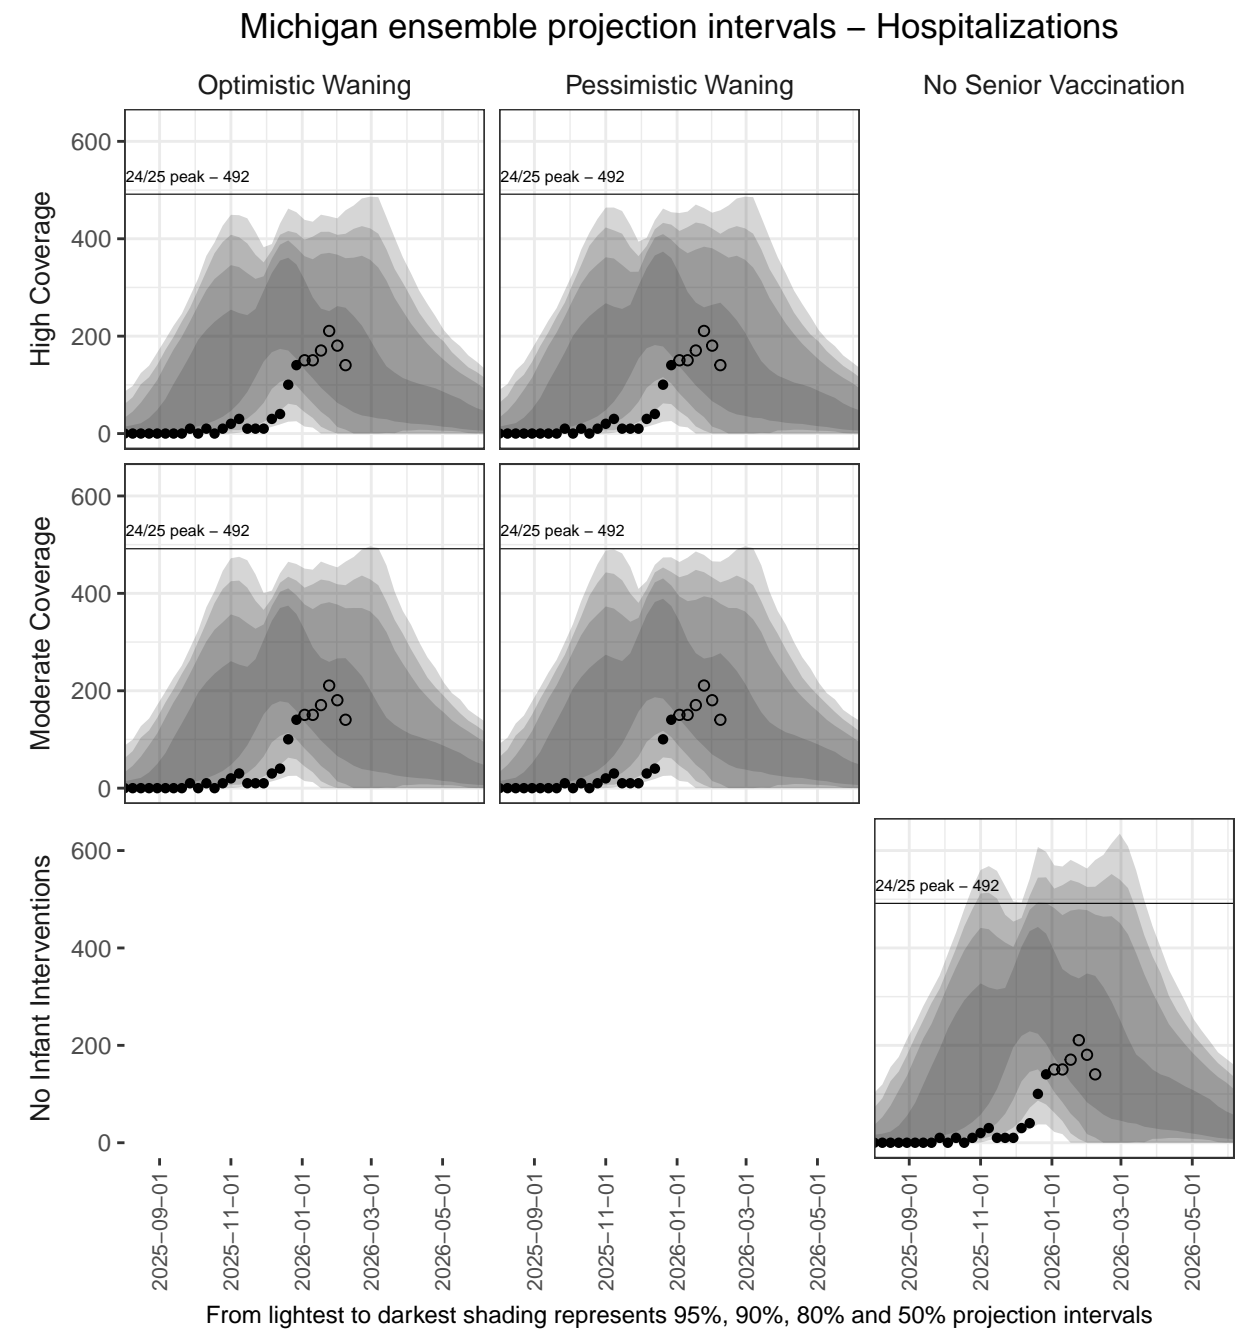 Michigan ensemble projection intervals – Hospitalizations
Optimistic Waning
Pessimistic Waning
No Senior Vaccination
High Coverage
600
400
200
0
24/25 peak – 492
24/25 peak – 492
Moderate Coverage
600
400
200
0
24/25 peak – 492
24/25 peak – 492
No Infant Interventions
600
400
200
0
24/25 peak – 492
2025−09−01
2025−11−01
2026−01−01
2026−03−01
2026−05−01
2025−09−01
2025−11−01
2026−01−01
2026−03−01
2026−05−01
2025−09−01
2025−11−01
2026−01−01
2026−03−01
2026−05−01
From lightest to darkest shading represents 95%, 90%, 80% and 50% projection intervals